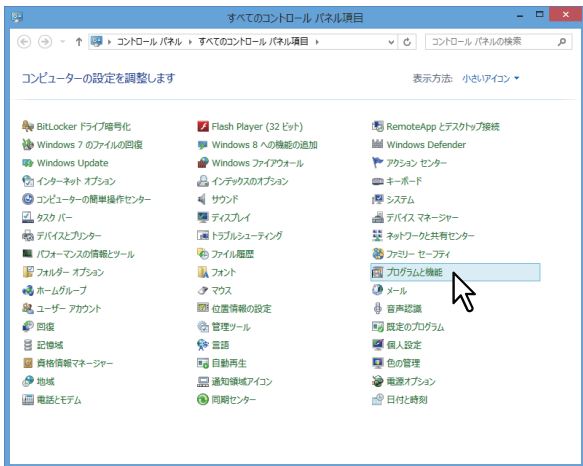 すべてのコントロール パネル項目
コントロール パネル ▸ すべてのコントロール パネル項目 ▸
コントロール パネルの検索
コンピューターの設定を調整します
表示方法: 小さいアイコン
BitLocker ドライブ暗号化
Flash Player (32 ビット)
RemoteApp とデスクトップ接続
Windows 7 のファイルの回復
Windows 8 への機能の追加
Windows Defender
Windows Update
Windows ファイアウォール
アクション センター
インターネット オプション
インデックスのオプション
キーボード
コンピューターの簡単操作センター
サウンド
システム
タスク バー
ディスプレイ
デバイス マネージャー
デバイスとプリンター
トラブルシューティング
ネットワークと共有センター
パフォーマンスの情報とツール
ファイル履歴
ファミリー セーフティ
フォルダー オプション
フォント
プログラムと機能
ホームグループ
マウス
メール
ユーザー アカウント
位置情報の設定
音声認識
回復
管理ツール
既定のプログラム
記憶域
言語
個人設定
資格情報マネージャー
自動再生
色の管理
地域
通知領域アイコン
電源オプション
電話とモデム
同期センター
日付と時刻